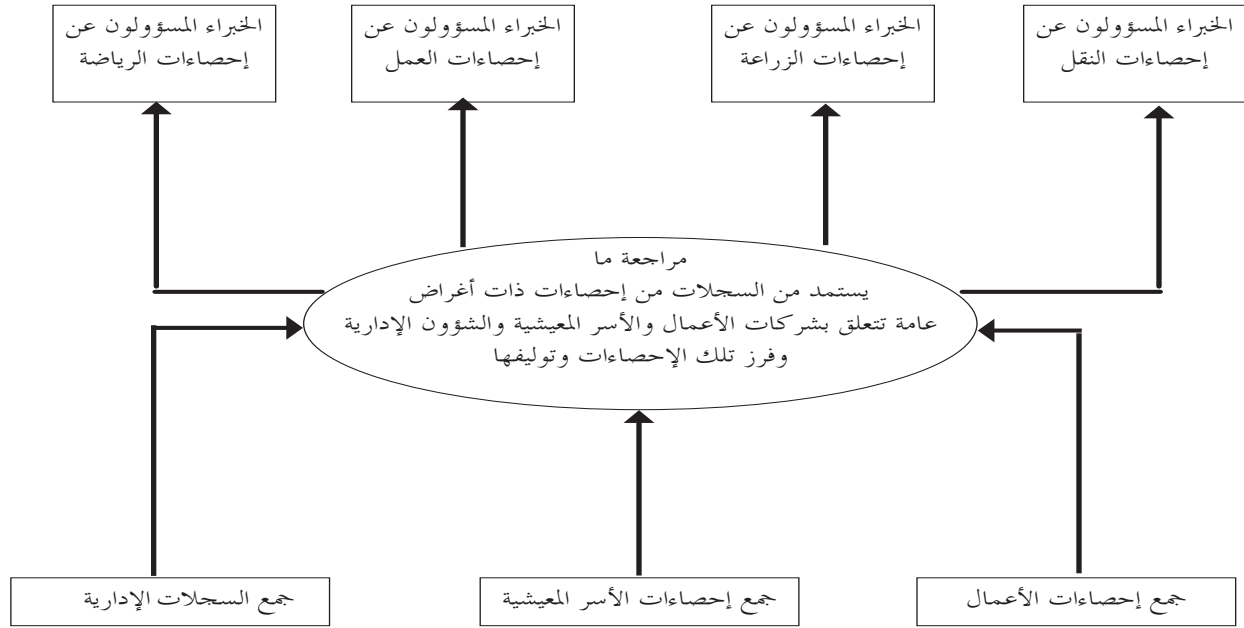 الخبراء المسؤولون عن
إحصاءات النقل
الخبراء المسؤولون عن
إحصاءات الزراعة
الخبراء المسؤولون عن
إحصاءات العمل
الخبراء المسؤولون عن
إحصاءات الرياضة
مراجعة ما
يستمد من السجلات من إحصاءات ذات أغراض
عامة تتعلق بشركات الأعمال والأسر المعيشية والشؤون الإدارية
وفرز تلك الإحصاءات وتوليفها
جمع إحصاءات الأعمال
جمع إحصاءات الأسر المعيشية
جمع السجلات الإدارية